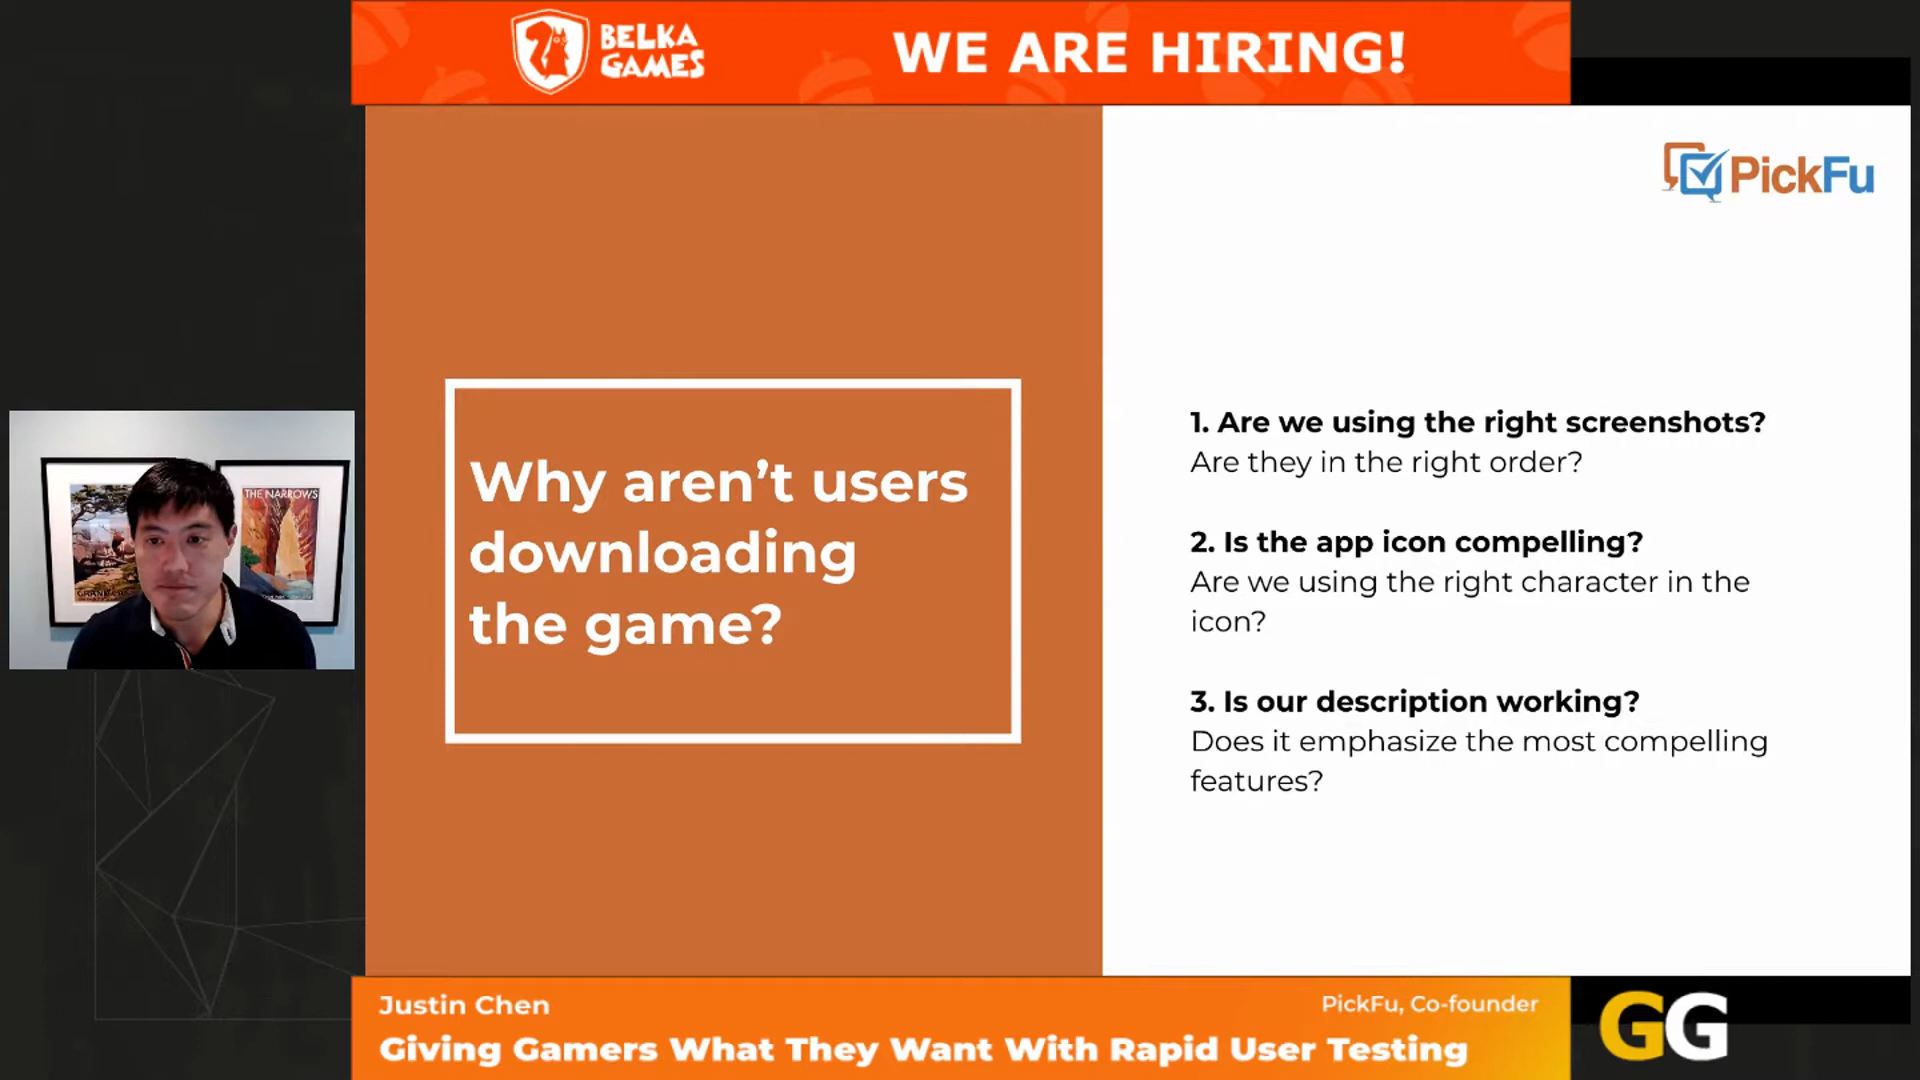 BELKA
GAMES
WE ARE HIRING!
PickFu
Why aren't users
downloading
the game?
1. Are we using the right screenshots?
Are they in the right order?
2. Is the app icon compelling?
Are we using the right character in the
icon?
3. Is our description working?
Does it emphasize the most compelling
features?
THE NARROWS
Justin Chen
PickFu, Co-founder
Giving Gamers What They Want With Rapid User Testing
GG